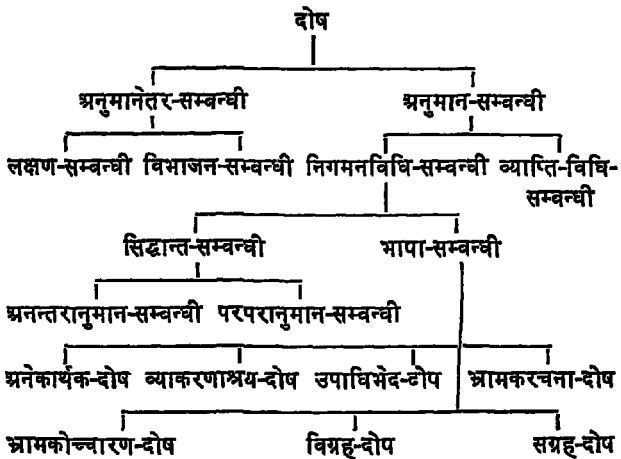 दोष
अनुमानेतर-सम्बन्धी अनुमान-सम्बन्धी
लक्षण-सम्बन्धी विभाजन-सम्बन्धी निगमनविधि-सम्बन्धी व्याप्ति-विधि-
सम्बन्धी
सिद्धान्त-सम्बन्धी भाषा-सम्बन्धी
अनन्तरानुमान-सम्बन्धी परपरानुमान-सम्बन्धी
अनेकार्थक-दोष व्याकरणाश्रय-दोष उपाधिभेद-दोष भ्रामकरचना-दोष
भ्रामकोच्चारण-दोष विग्रह-दोष सग्रह-दोष